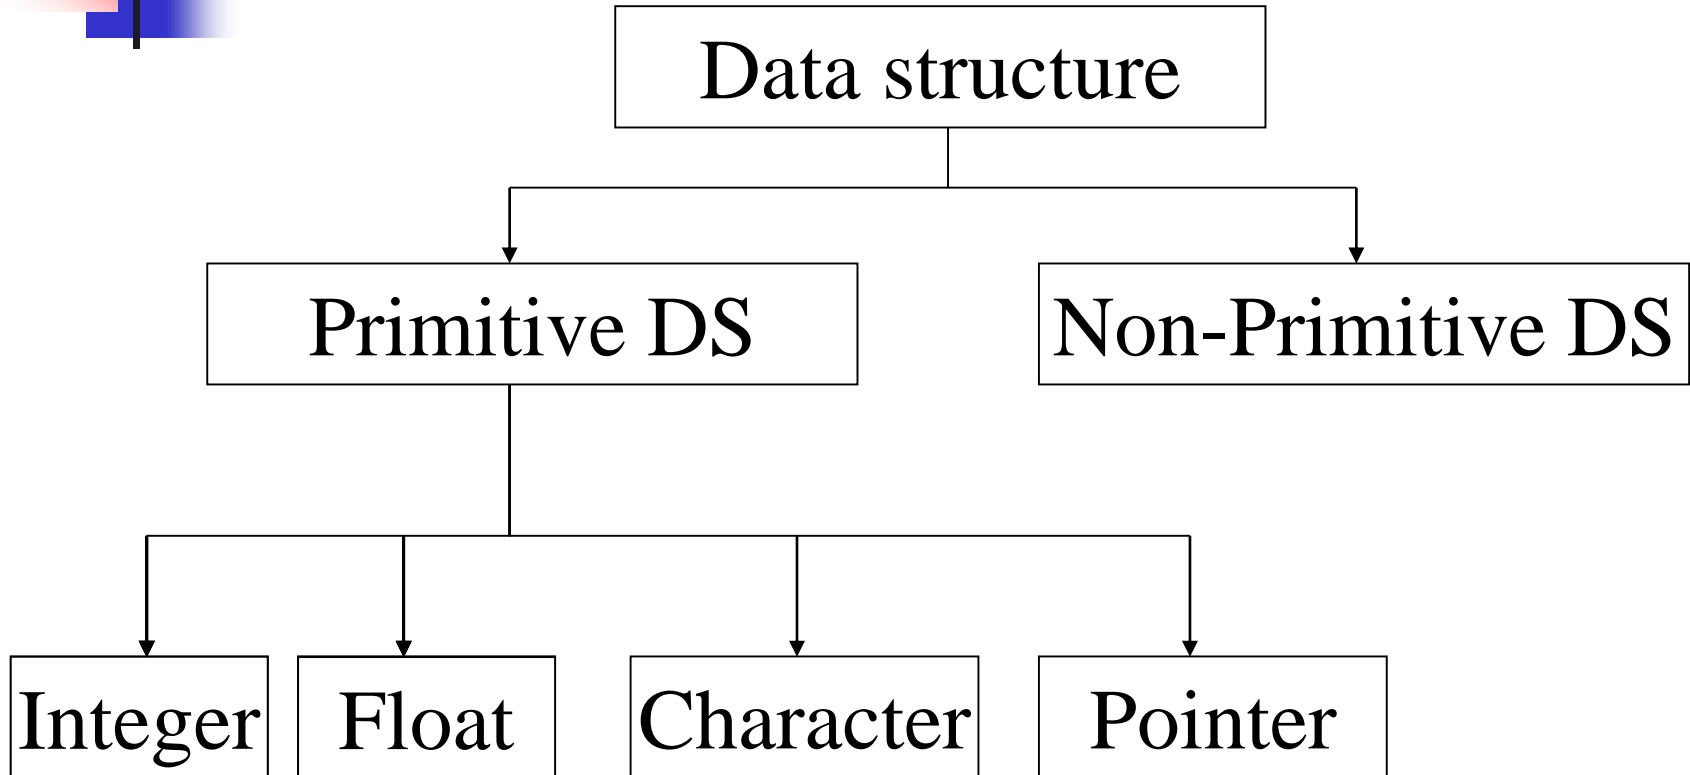 Data structure
Primitive DS
Non-Primitive DS
Integer
Float
Character
Pointer